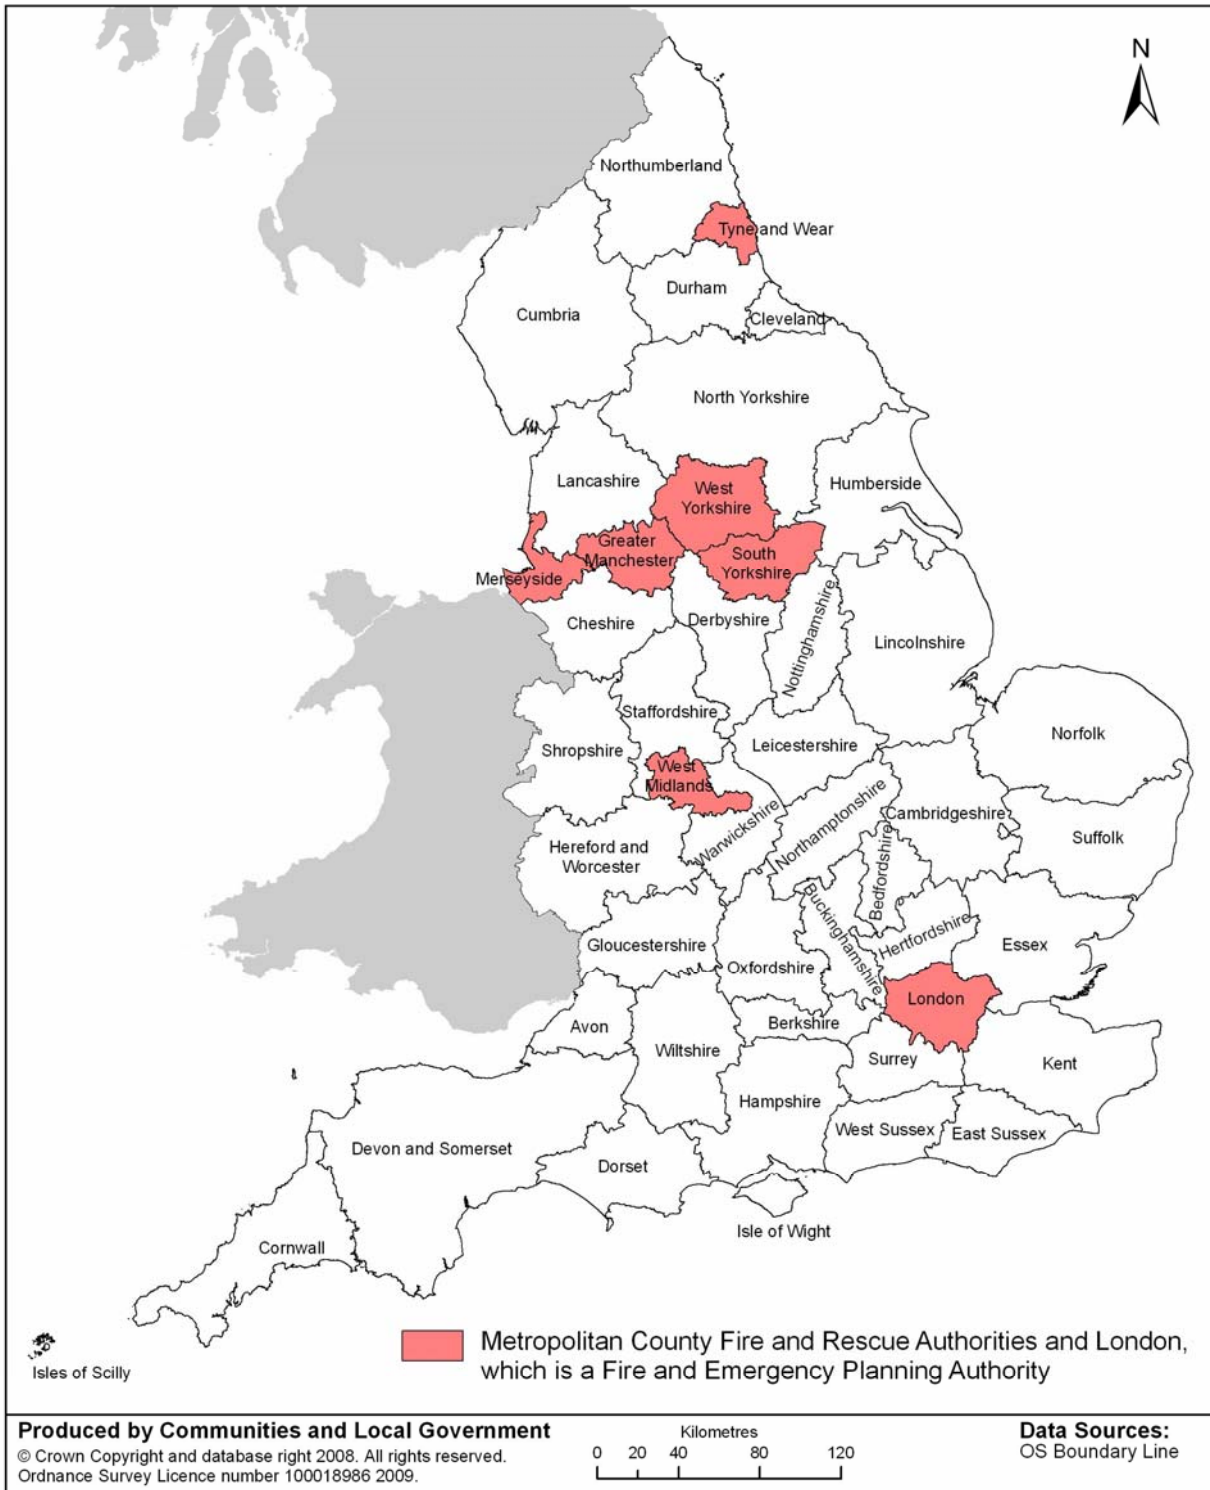 N
Northumberland
Tyne and Wear
Durham
Cumbria
Cleveland
North Yorkshire
Lancashire
West
Yorkshire
Humberside
Greater
Manchester
South
Yorkshire
Merseyside
Cheshire
Derbyshire
Nottinghamshire
Lincolnshire
Staffordshire
Shropshire
Leicestershire
Norfolk
West
Midlands
Warwickshire
Northamptonshire
Cambridgeshire
Suffolk
Hereford and
Worcester
Bedfordshire
Buckinghamshire
Hertfordshire
Essex
Gloucestershire
Oxfordshire
London
Avon
Berkshire
Wiltshire
Surrey
Kent
Hampshire
West Sussex
East Sussex
Devon and Somerset
Dorset
Isle of Wight
Cornwall
Isles of Scilly
Metropolitan County Fire and Rescue Authorities and London,
which is a Fire and Emergency Planning Authority
Produced by Communities and Local Government
© Crown Copyright and database right 2008. All rights reserved.
Ordnance Survey Licence number 100018986 2009.
Kilometres
0 20 40 80 120
Data Sources:
OS Boundary Line